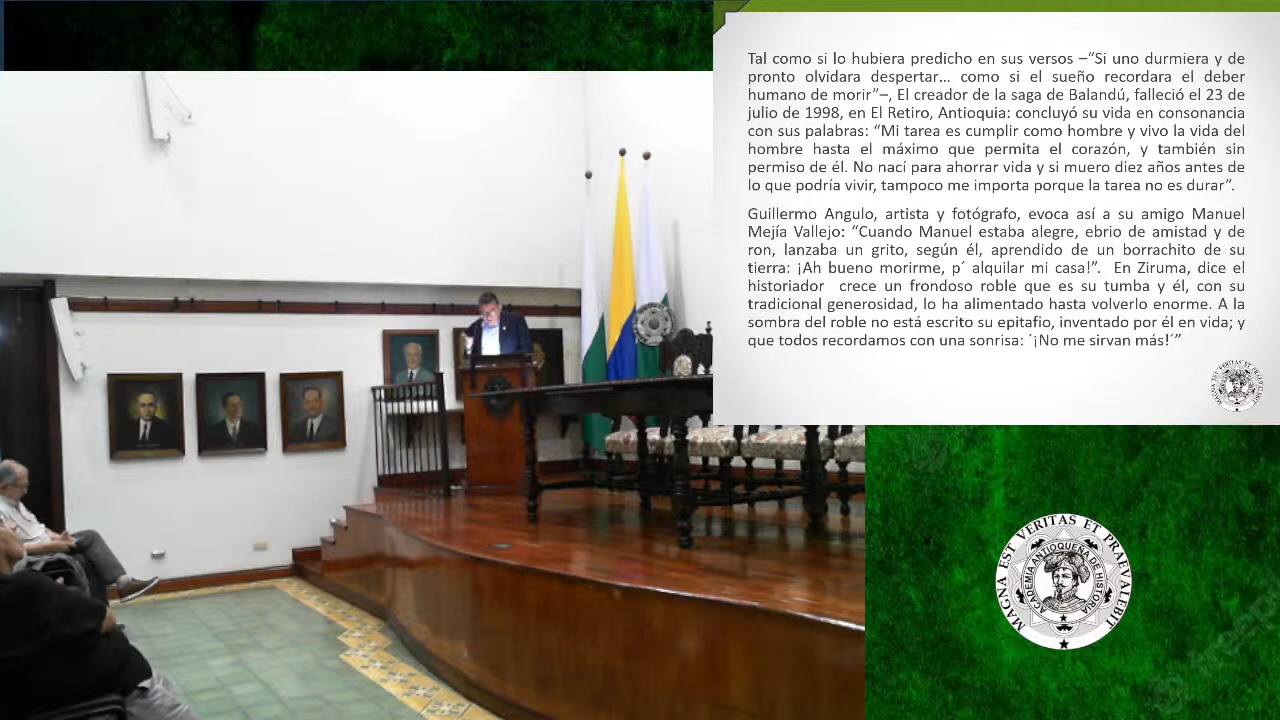 Tal como si lo hubiera predicho en sus versos –“Si uno durmiera y de
pronto olvidara despertar… como si el sueño recordara el deber
humano de morir”–, El creador de la saga de Balandú, falleció el 23 de
julio de 1998, en El Retiro, Antioquia: concluyó su vida en consonancia
con sus palabras: “Mi tarea es cumplir como hombre y vivo la vida del
hombre hasta el máximo que permita el corazón, y también sin
permiso de él. No nací para ahorrar vida y si muero diez años antes de
lo que podría vivir, tampoco me importa porque la tarea no es durar”.
Guillermo Angulo, artista y fotógrafo, evoca así a su amigo Manuel
Mejía Vallejo: “Cuando Manuel estaba alegre, ebrio de amistad y de
ron, lanzaba un grito, según él, aprendido de un borrachito de su
tierra: ¡Ah bueno morirme, p´ alquilar mi casa!”. En Ziruma, dice el
historiador crece un frondoso roble que es su tumba y él, con su
tradicional generosidad, lo ha alimentado hasta volverlo enorme. A la
sombra del roble no está escrito su epitafio, inventado por él en vida; y
que todos recordamos con una sonrisa: ´¡No me sirvan más!´”
MAGNA EST VERITAS ET PRAEVALEBIT
ACADEMIA ANTIOQUEÑA DE HISTORIA